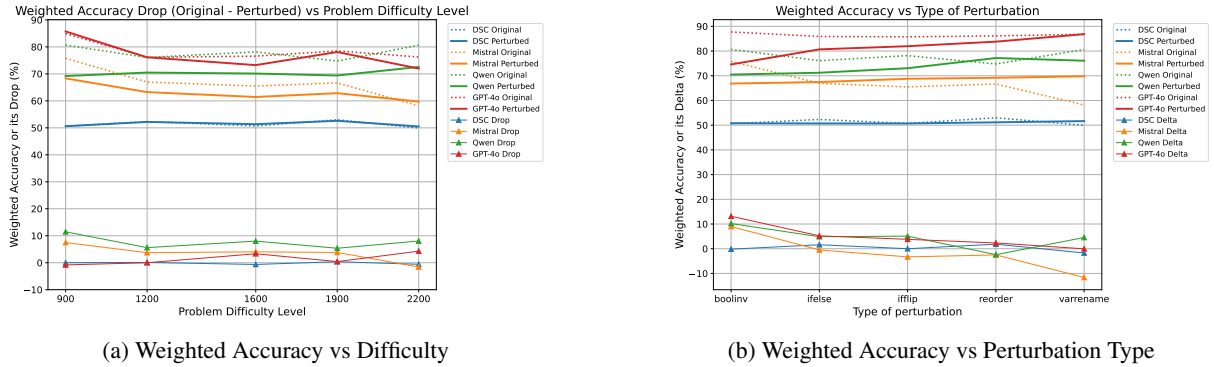 Weighted Accuracy Drop (Original - Perturbed) vs Problem Difficulty Level
Weighted Accuracy or its Drop (%)
90
80
70
60
50
40
30
20
10
0
−10
900 1200 1600 1900 2200
Problem Difficulty Level
DSC Original
DSC Perturbed
Mistral Original
Mistral Perturbed
Qwen Original
Qwen Perturbed
GPT-4o Original
GPT-4o Perturbed
DSC Drop
Mistral Drop
Qwen Drop
GPT-4o Drop
(a) Weighted Accuracy vs Difficulty
Weighted Accuracy vs Type of Perturbation
Weighted Accuracy or its Delta (%)
90
80
70
60
50
40
30
20
10
0
−10
boolinv ifelse ifflip reorder varrename
Type of perturbation
DSC Original
DSC Perturbed
Mistral Original
Mistral Perturbed
Qwen Original
Qwen Perturbed
GPT-4o Original
GPT-4o Perturbed
DSC Delta
Mistral Delta
Qwen Delta
GPT-4o Delta
(b) Weighted Accuracy vs Perturbation Type